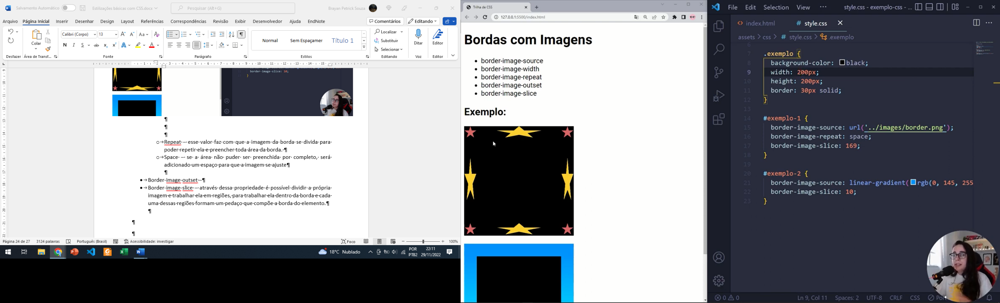 Salvamento Automático
Estilizações básicas com CSS.docx
Pesquisar (Alt+G)
Brayan Petrick Souza
Arquivo Página Inicial Inserir Desenhar Design Layout Referências Correspondências Revisão Exibir Desenvolvedor Ajuda EndNote
Comentários
Editando
Colar
Calibri (Corpo) 13
Aa
N I S ab x₂ x² A A
Normal
Sem Espaçamer
Título 1
Localizar
Substituir
Selecionar
Ditar
Editor
Desfazer
Área de Transf...
Fonte
Parágrafo
Estilos
Editando
Voz
Editor
border-image-slice: 10;
}
¶
¶
¶
o→Repeat·–·esse·valor·faz·com·que·a·imagem·da·borda·se·divida·para·
poder·repetir·ela·e·preencher·toda·área·da·borda.·¶
o→Space·–·se·a·área·não·puder·ser·preenchida·por·completo,·será·
adicionado·um·espaço·para·que·a·imagem·se·ajuste¶
¶
•→Border-image-outset·–¶
•→Border-image-slice·–·através·dessa·propriedade·é·possível·dividir·a·própria·
imagem·e·trabalhar·ela·em·regiões,·para·trabalhar·ela·dentro·da·borda·e·cada·
uma·dessas·regiões·formam·um·pedaço·que·compõe·a·borda·do·elemento.¶
¶
¶
¶
Página 24 de 27 3124 palavras Português (Brasil) Acessibilidade: investigar
Foco
100%
18°C Nublado
POR
PTB2
22:11
29/11/2022
Trilha de CSS
127.0.0.1:5500/index.html
Bordas com Imagens
• border-image-source
• border-image-width
• border-image-repeat
• border-image-outset
• border-image-slice
Exemplo:
File Edit Selection View ···
style.css - exemplo-css - ...
index.html
# style.css
assets > css > # style.css > .exemplo
6
7 .exemplo {
8 background-color: black;
9 width: 200px;
10 height: 200px;
11 border: 30px solid;
12 }
13
14 #exemplo-1 {
15 border-image-source: url('../images/border.png');
16 border-image-repeat: space;
17 border-image-slice: 169;
18 }
19
20 #exemplo-2 {
21 border-image-source: linear-gradient(rgb(0, 145, 255
22 border-image-slice: 10;
23 }
0 0
Ln 9, Col 11 Spaces: 2 UTF-8 CRLF CSS